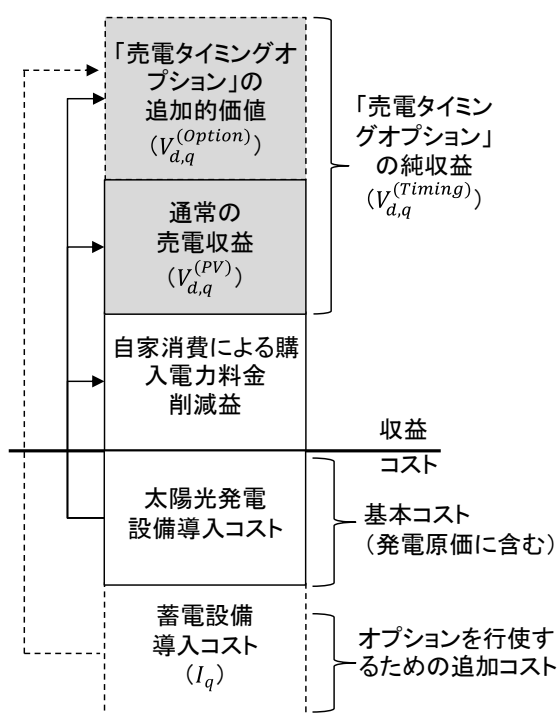 「売電タイミングオ
プション」の
追加的価値
(V_{d,q}^{(Option)})
「売電タイミン
グオプション」
の純収益
(V_{d,q}^{(Timing)})
通常の
売電収益
(V_{d,q}^{(PV)})
自家消費による購
入電力料金
削減益
収益
コスト
太陽光発電
設備導入コスト
基本コスト
(発電原価に含む)
蓄電設備
導入コスト
(I_q)
オプションを行使す
るための追加コスト